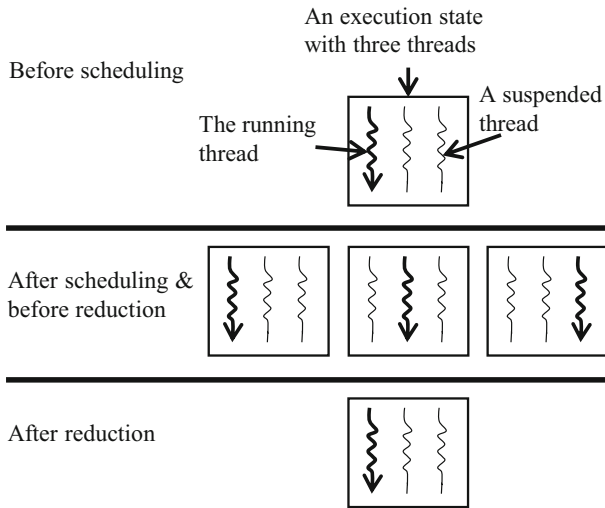 An execution state
with three threads
Before scheduling
A suspended
thread
The running
thread
After scheduling &
before reduction
After reduction